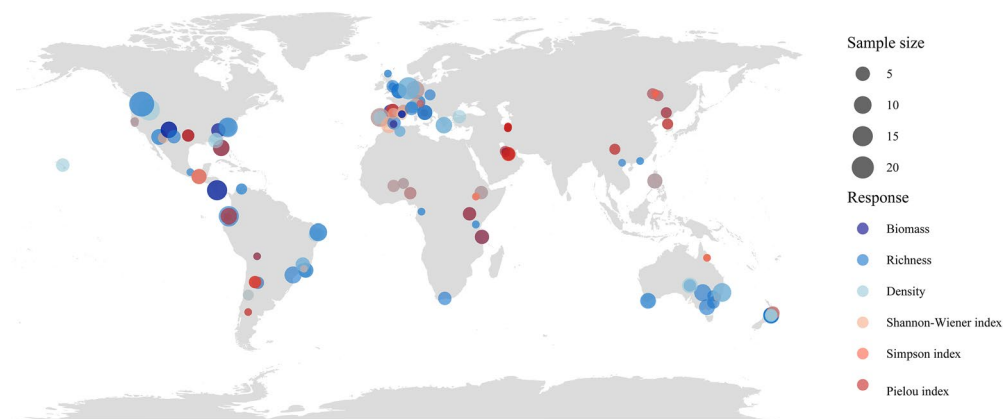 Sample size
5
10
15
20
Response
Biomass
Richness
Density
Shannon-Wiener index
Simpson index
Pielou index